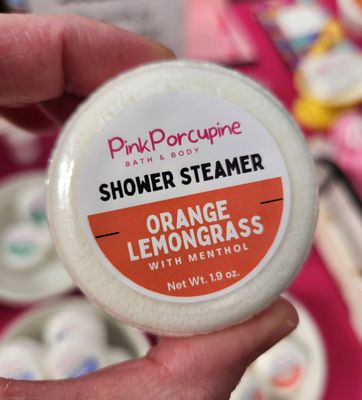 PinkPorcupine
BATH & BODY
SHOWER STEAMER
ORANGE
LEMONGRASS
WITH MENTHOL
Net Wt. 1.9 oz.